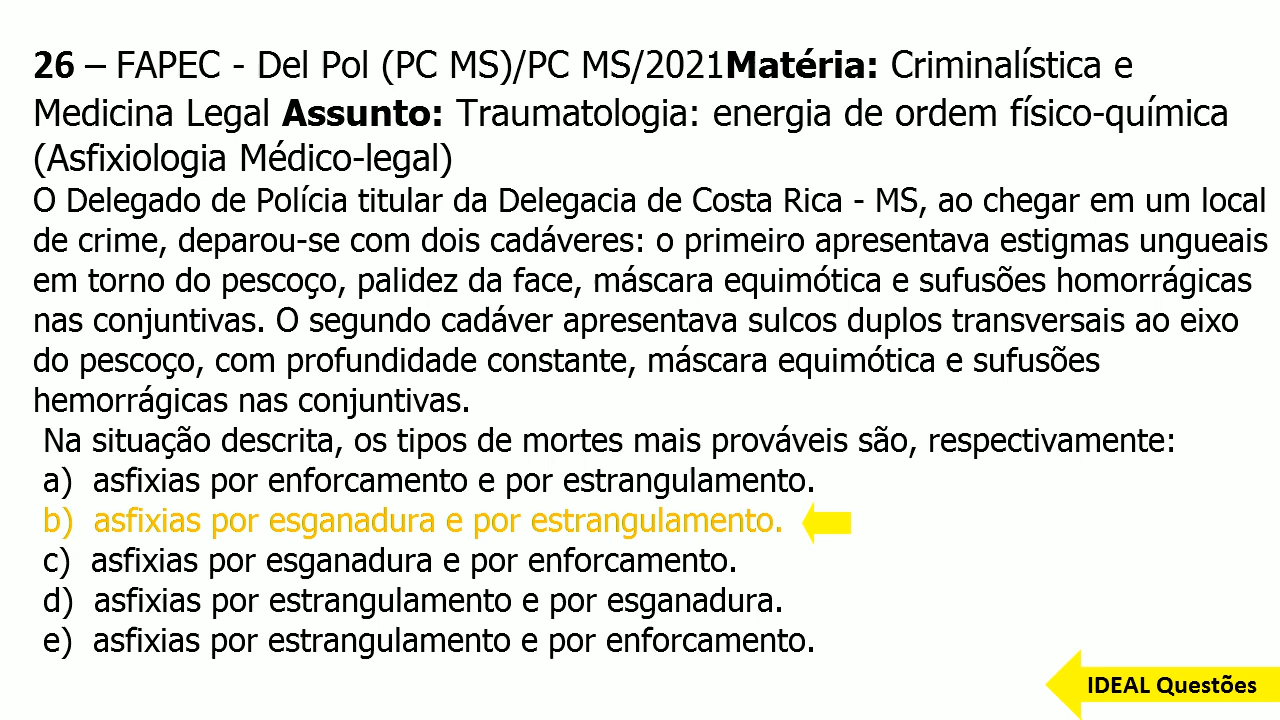 26 – FAPEC - Del Pol (PC MS)/PC MS/2021Matéria: Criminalística e
Medicina Legal Assunto: Traumatologia: energia de ordem físico-química
(Asfixiologia Médico-legal)
O Delegado de Polícia titular da Delegacia de Costa Rica - MS, ao chegar em um local
de crime, deparou-se com dois cadáveres: o primeiro apresentava estigmas ungueais
em torno do pescoço, palidez da face, máscara equimótica e sufusões homorrágicas
nas conjuntivas. O segundo cadáver apresentava sulcos duplos transversais ao eixo
do pescoço, com profundidade constante, máscara equimótica e sufusões
hemorrágicas nas conjuntivas.
Na situação descrita, os tipos de mortes mais prováveis são, respectivamente:
a) asfixias por enforcamento e por estrangulamento.
b) asfixias por esganadura e por estrangulamento.
c) asfixias por esganadura e por enforcamento.
d) asfixias por estrangulamento e por esganadura.
e) asfixias por estrangulamento e por enforcamento.
IDEAL Questões